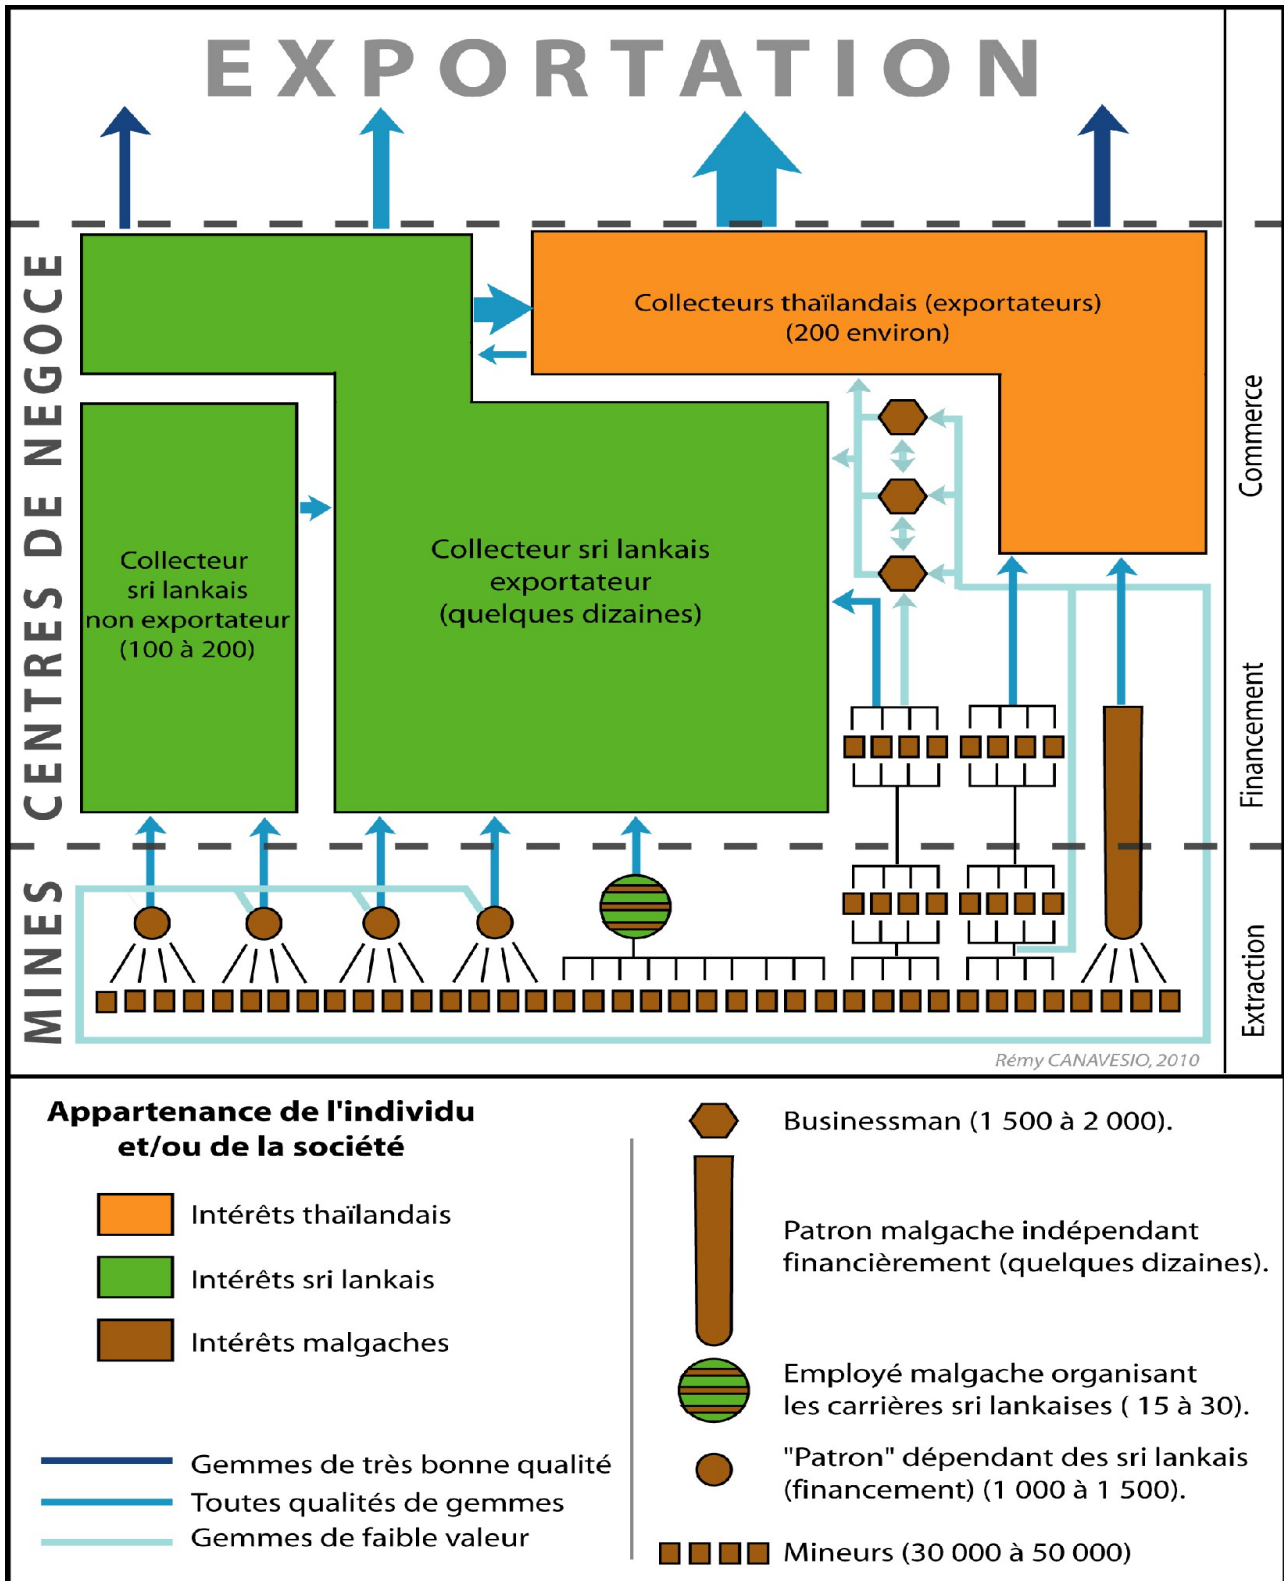 EXPORTATION
CENTRES DE NEGOCE
MINES
Collecteurs thaïlandais (exportateurs)
(200 environ)
Collecteur
sri lankais
non exportateur
(100 à 200)
Collecteur sri lankais
exportateur
(quelques dizaines)
Commerce
Financement
Extraction
Rémy CANAVESIO, 2010
Appartenance de l'individu
et/ou de la société
Intérêts thaïlandais
Intérêts sri lankais
Intérêts malgaches
Gemmes de très bonne qualité
Toutes qualités de gemmes
Gemmes de faible valeur
Businessman (1 500 à 2 000).
Patron malgache indépendant
financièrement (quelques dizaines).
Employé malgache organisant
les carrières sri lankaises ( 15 à 30).
"Patron" dépendant des sri lankais
(financement) (1 000 à 1 500).
Mineurs (30 000 à 50 000)